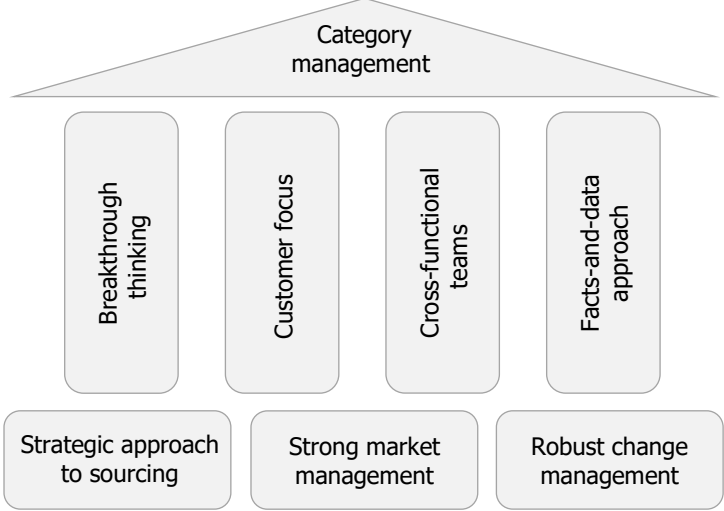 Category
management
Breakthrough
thinking
Customer focus
Cross-functional
teams
Facts-and-data
approach
Strategic approach
to sourcing
Strong market
management
Robust change
management